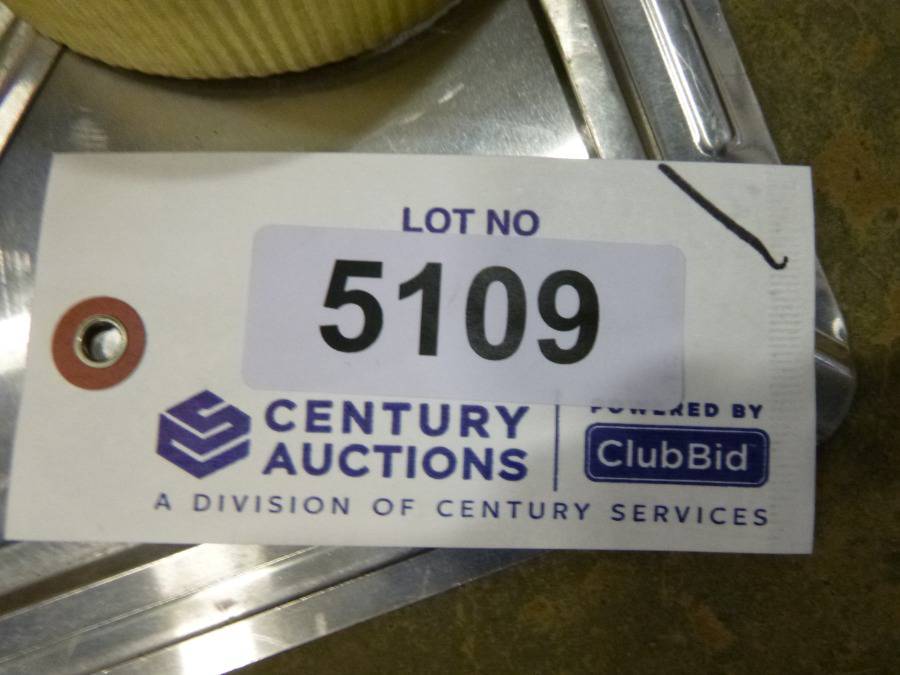 LOT NO
5109
CENTURY
AUCTIONS
POWERED BY
ClubBid
A DIVISION OF CENTURY SERVICES